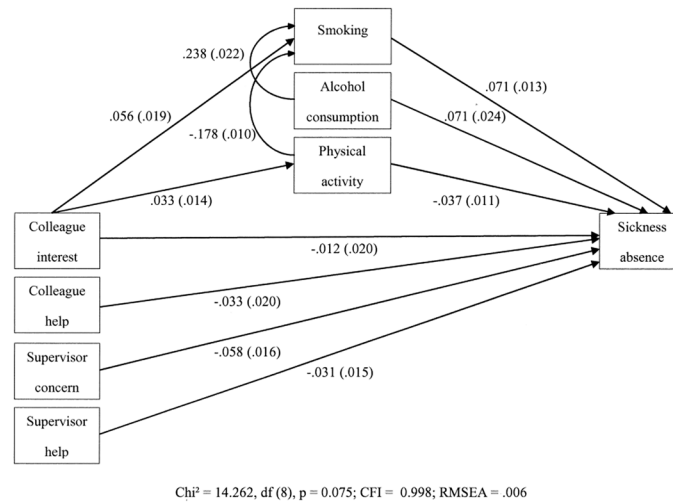 Smoking
.238 (.022)
.071 (.013)
Alcohol
consumption
.056 (.019)
.071 (.024)
-.178 (.010)
Physical
activity
.033 (.014)
-.037 (.011)
Colleague
interest
Sickness
absence
-.012 (.020)
Colleague
help
-.033 (.020)
Supervisor
concern
-.058 (.016)
-.031 (.015)
Supervisor
help
Chi² = 14.262, df (8), p = 0.075; CFI = 0.998; RMSEA = .006